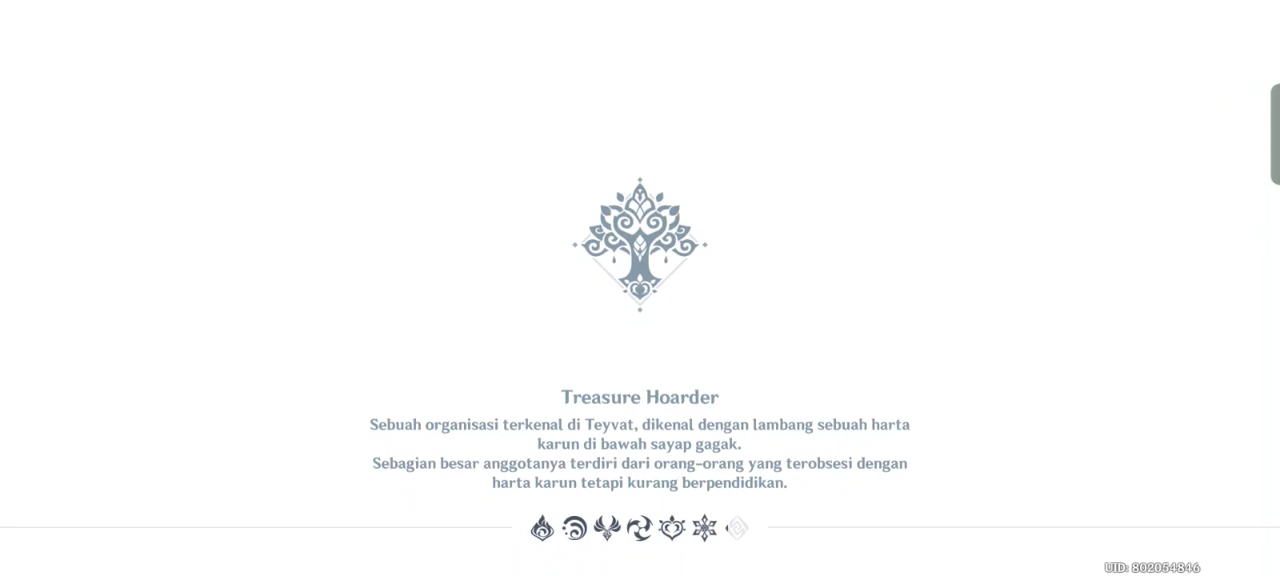 Treasure Hoarder
Sebuah organisasi terkenal di Teyvat, dikenal dengan lambang sebuah harta
karun di bawah sayap gagak.
Sebagian besar anggotanya terdiri dari orang-orang yang terobsesi dengan
harta karun tetapi kurang berpendidikan.
UID: 802054846